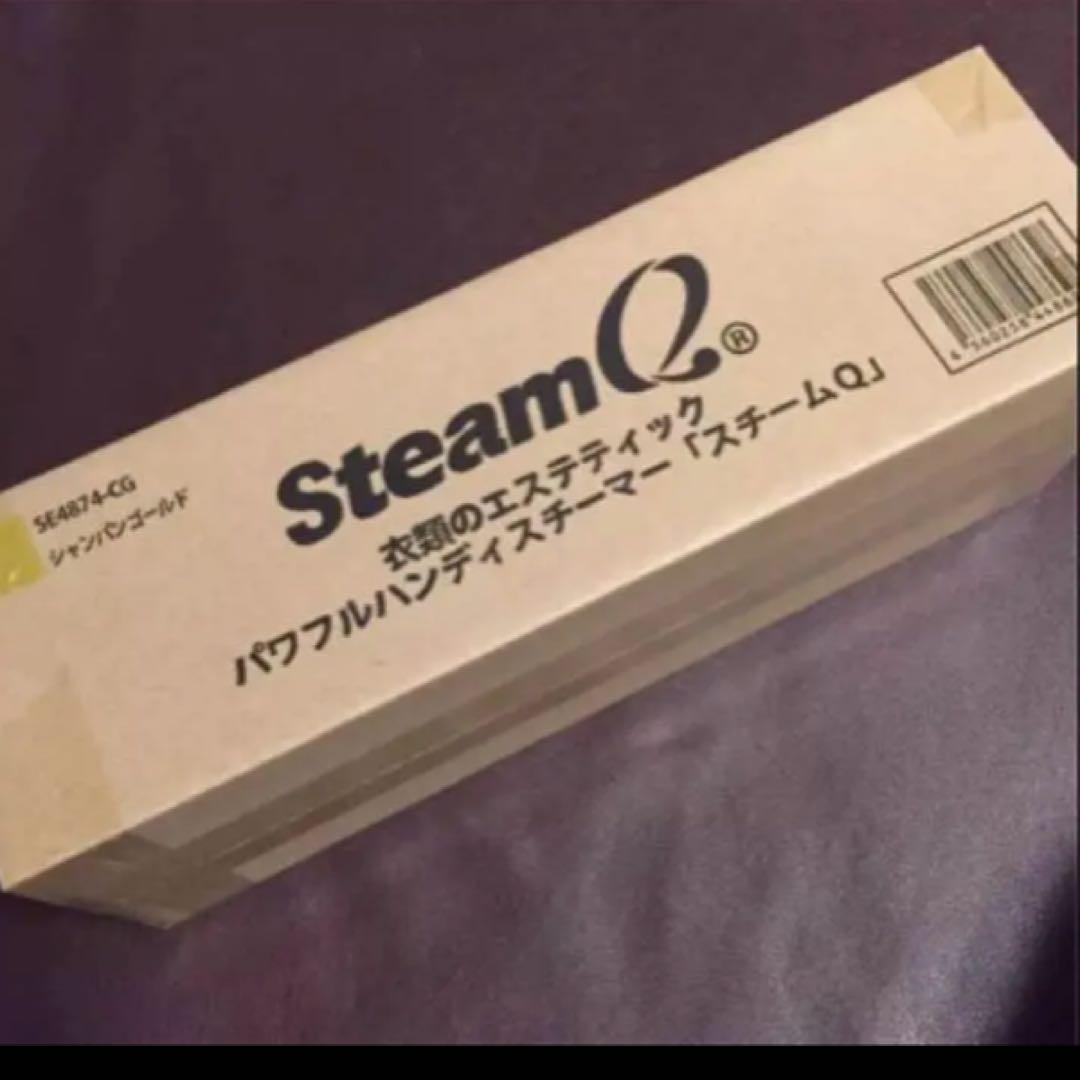 SE4874-CG
シャンパンゴールド
SteamQ®
衣類のエステティック
パワフルハンディスチーマー「スチームQ」